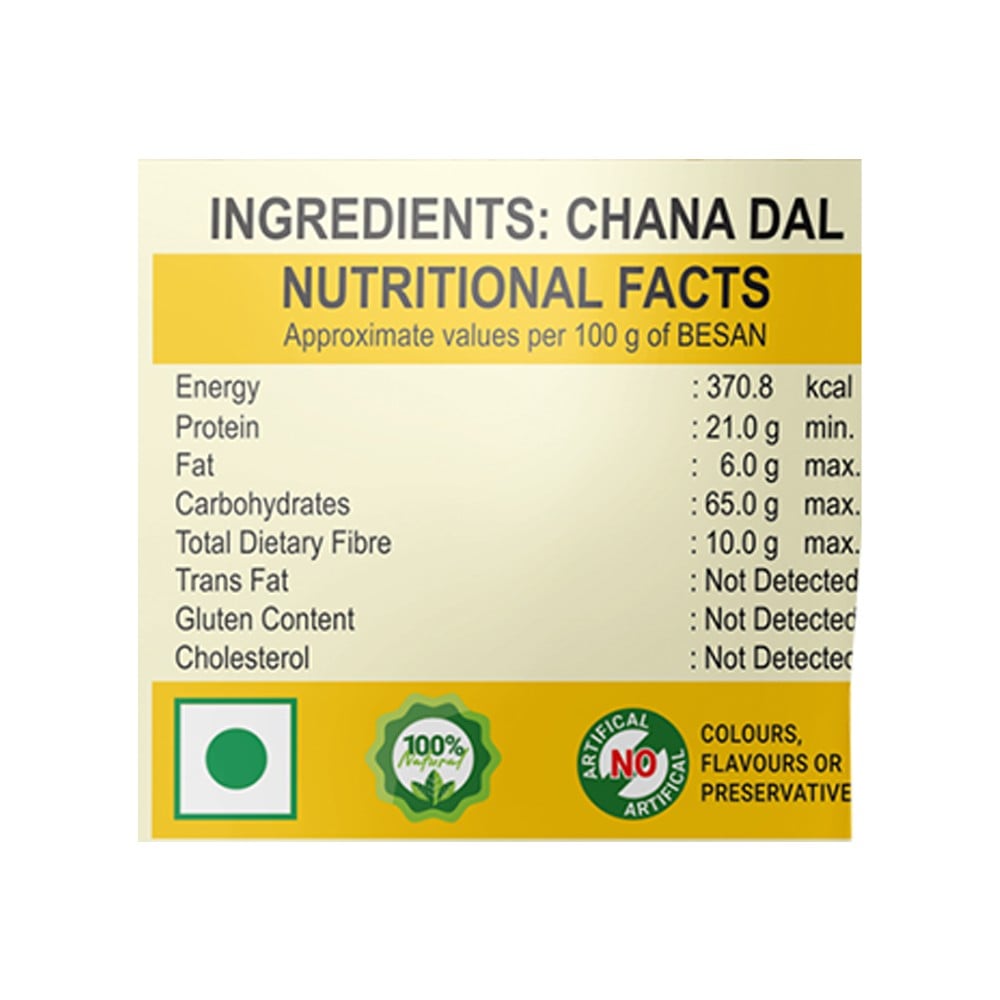 INGREDIENTS: CHANA DAL
NUTRITIONAL FACTS
Approximate values per 100 g of BESAN
Energy : 370.8 kcal
Protein : 21.0 g min.
Fat : 6.0 g max.
Carbohydrates : 65.0 g max.
Total Dietary Fibre : 10.0 g max.
Trans Fat : Not Detected
Gluten Content : Not Detected
Cholesterol : Not Detected
100%
Natural
ARTIFICAL
NO
ARTIFICAL
COLOURS,
FLAVOURS OR
PRESERVATIVE